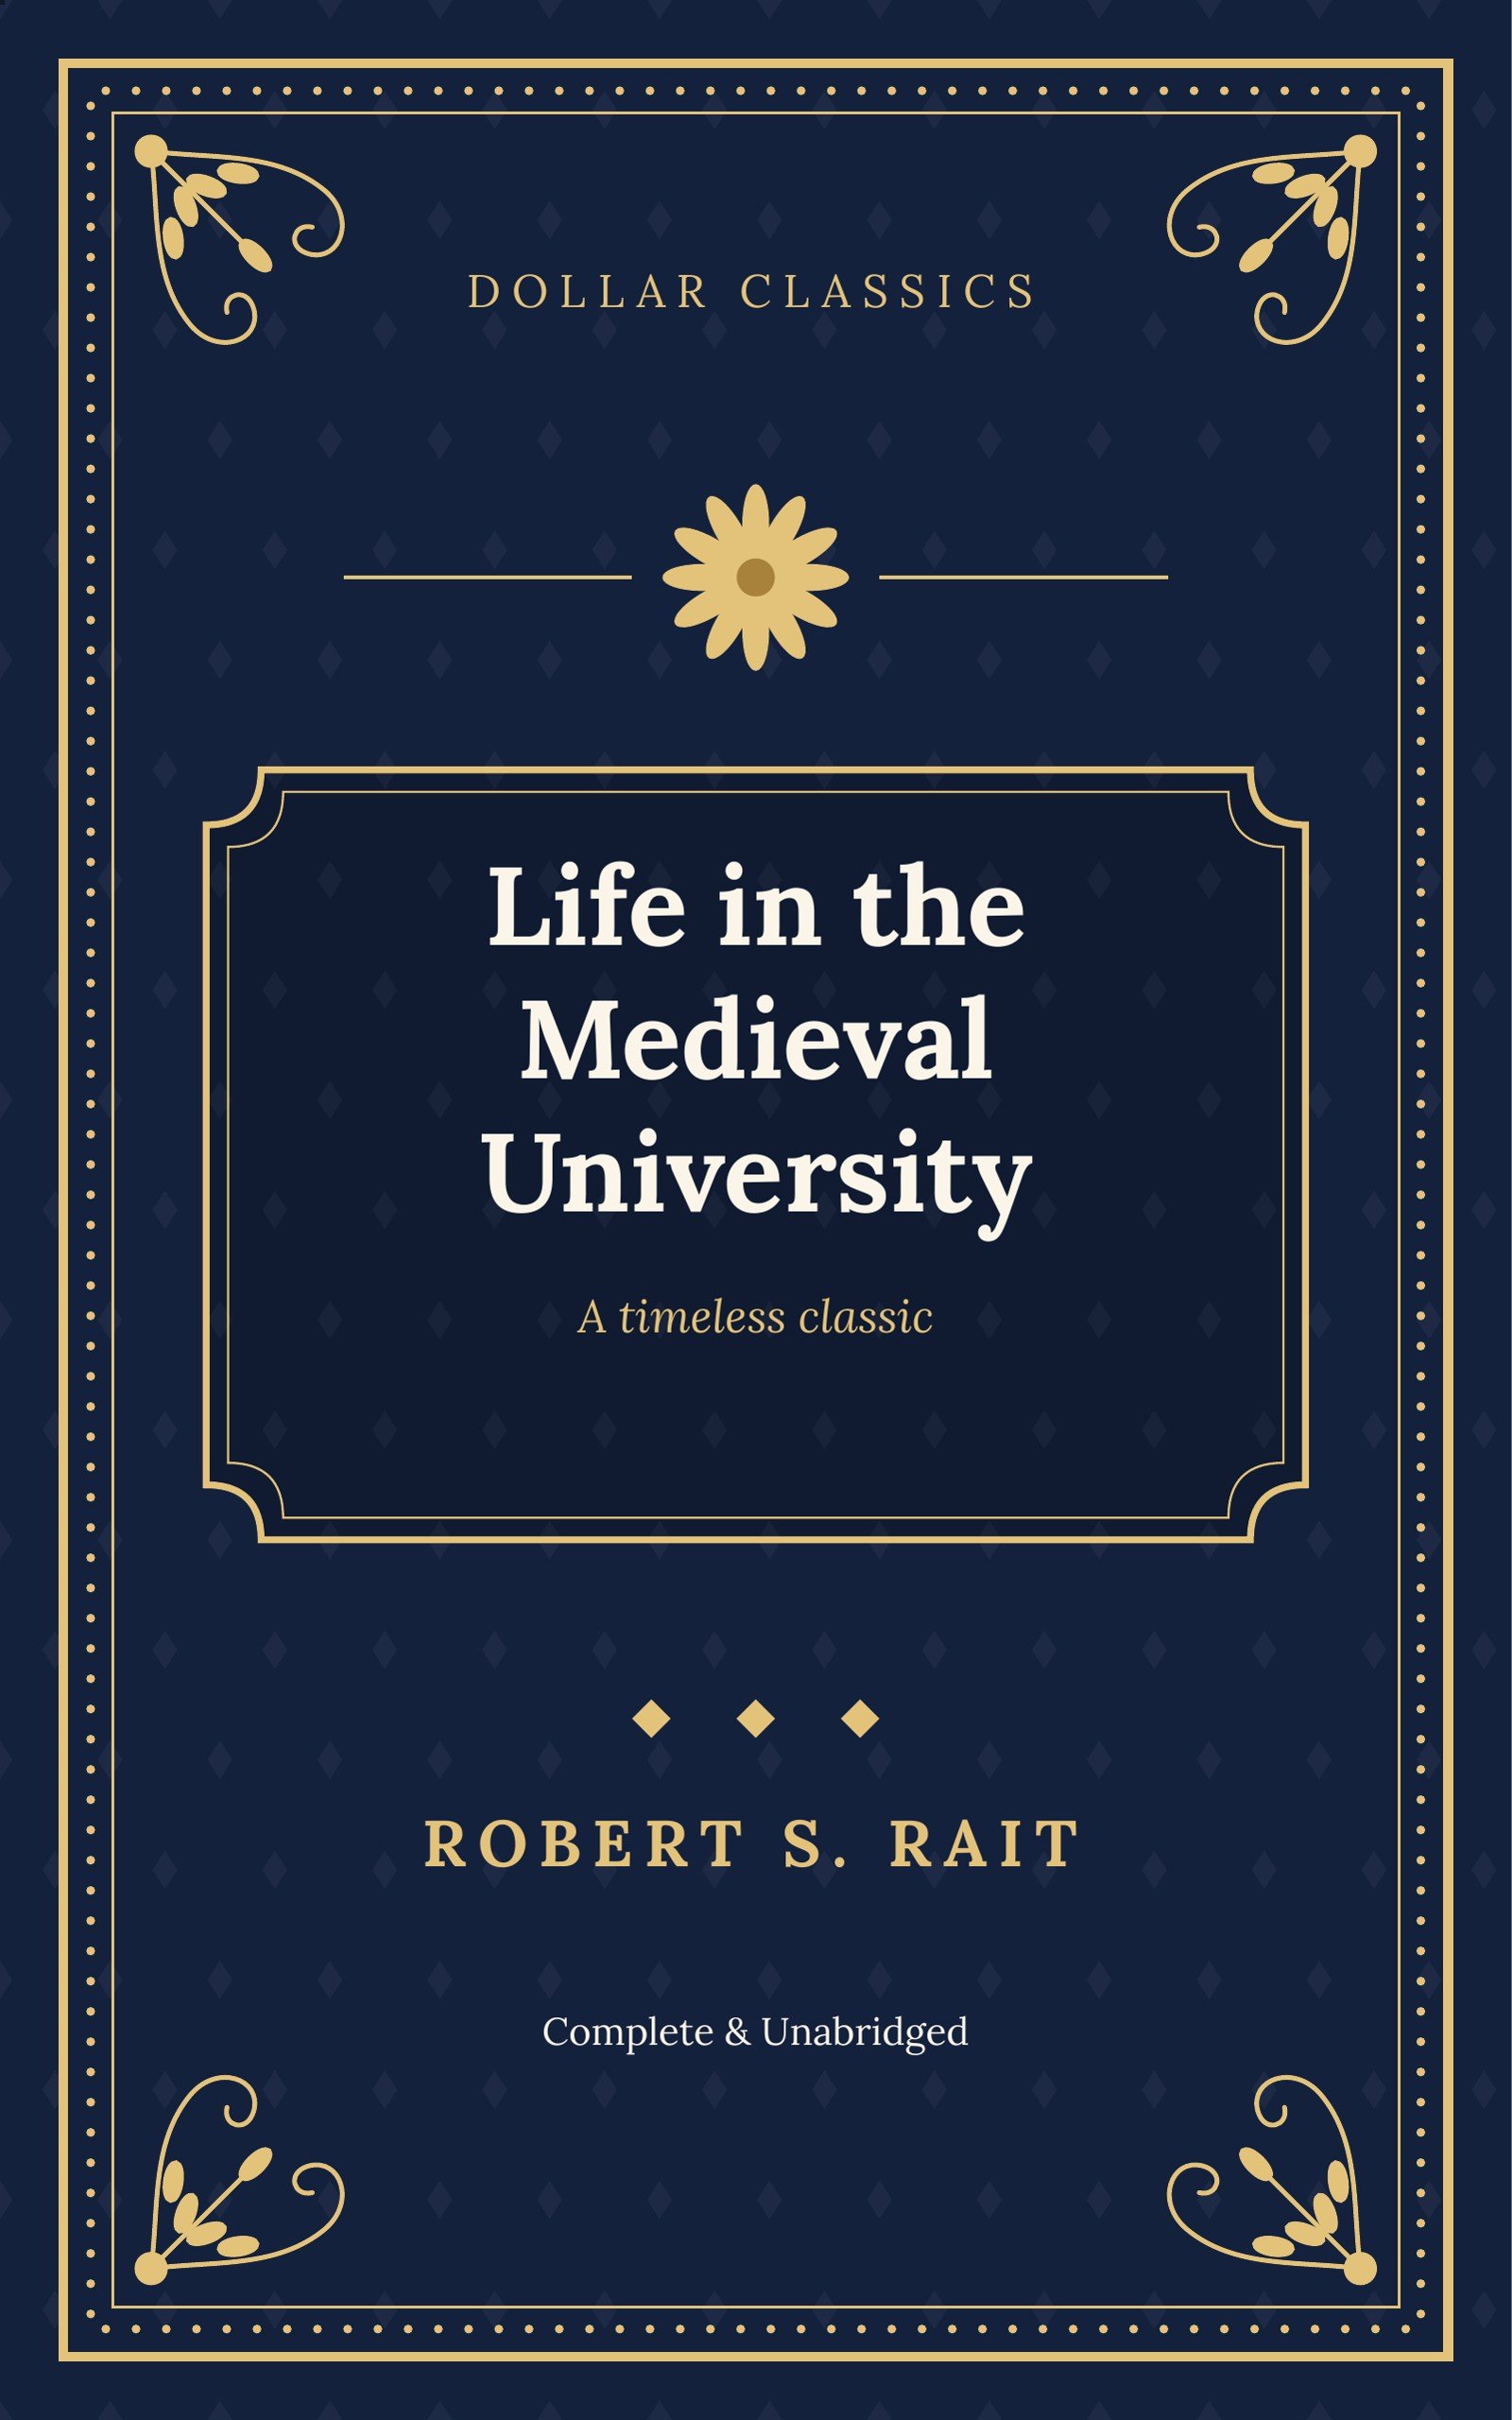 DOLLAR CLASSICS
Life in the
Medieval
University
A timeless classic
ROBERT S. RAIT
Complete & Unabridged